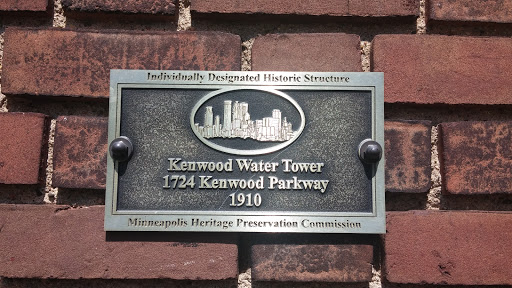 Individually Designated Historic Structure
Kenwood Water Tower
1724 Kenwood Parkway
1910
Minneapolis Heritage Preservation Commission